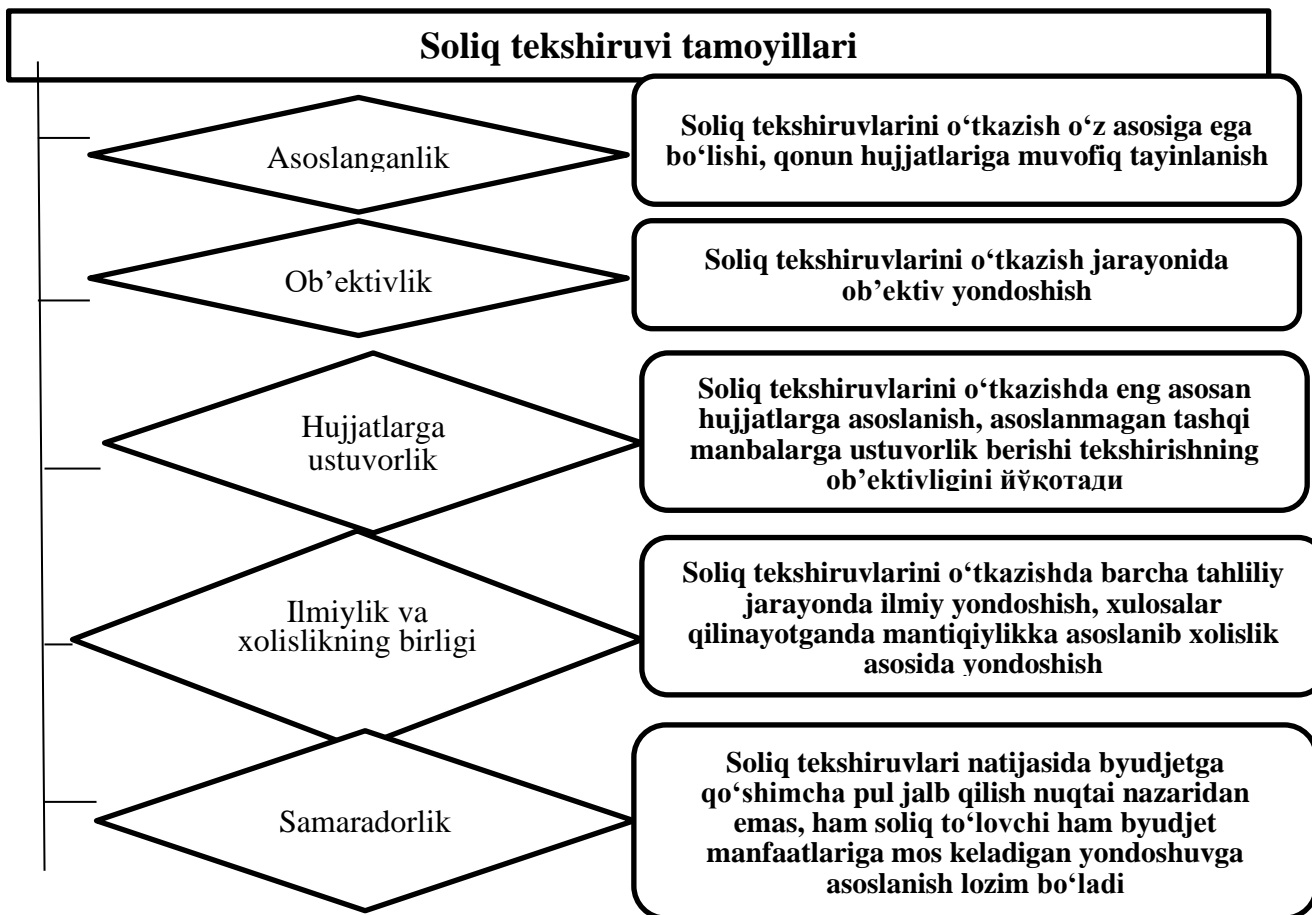 Soliq tekshiruvi tamoyillari
Asoslanganlik
Soliq tekshiruvlarini o‘tkazish o‘z asosiga ega
bo‘lishi, qonun hujjatlariga muvofiq tayinlanish
Ob’ektivlik
Soliq tekshiruvlarini o‘tkazish jarayonida
ob’ektiv yondoshish
Hujjatlarga
ustuvorlik
Soliq tekshiruvlarini o‘tkazishda eng asosan
hujjatlarga asoslanish, asoslanmagan tashqi
manbalarga ustuvorlik berishi tekshirishning
ob’ektivligini йўқотади
Ilmiylik va
xolislikning birligi
Soliq tekshiruvlarini o‘tkazishda barcha tahliliy
jarayonda ilmiy yondoshish, xulosalar
qilinayotganda mantiqiylikka asoslanib xolislik
asosida yondoshish
Samaradorlik
Soliq tekshiruvlari natijasida byudjetga
qo‘shimcha pul jalb qilish nuqtai nazaridan
emas, ham soliq to‘lovchi ham byudjet
manfaatlariga mos keladigan yondoshuvga
asoslanish lozim bo‘ladi